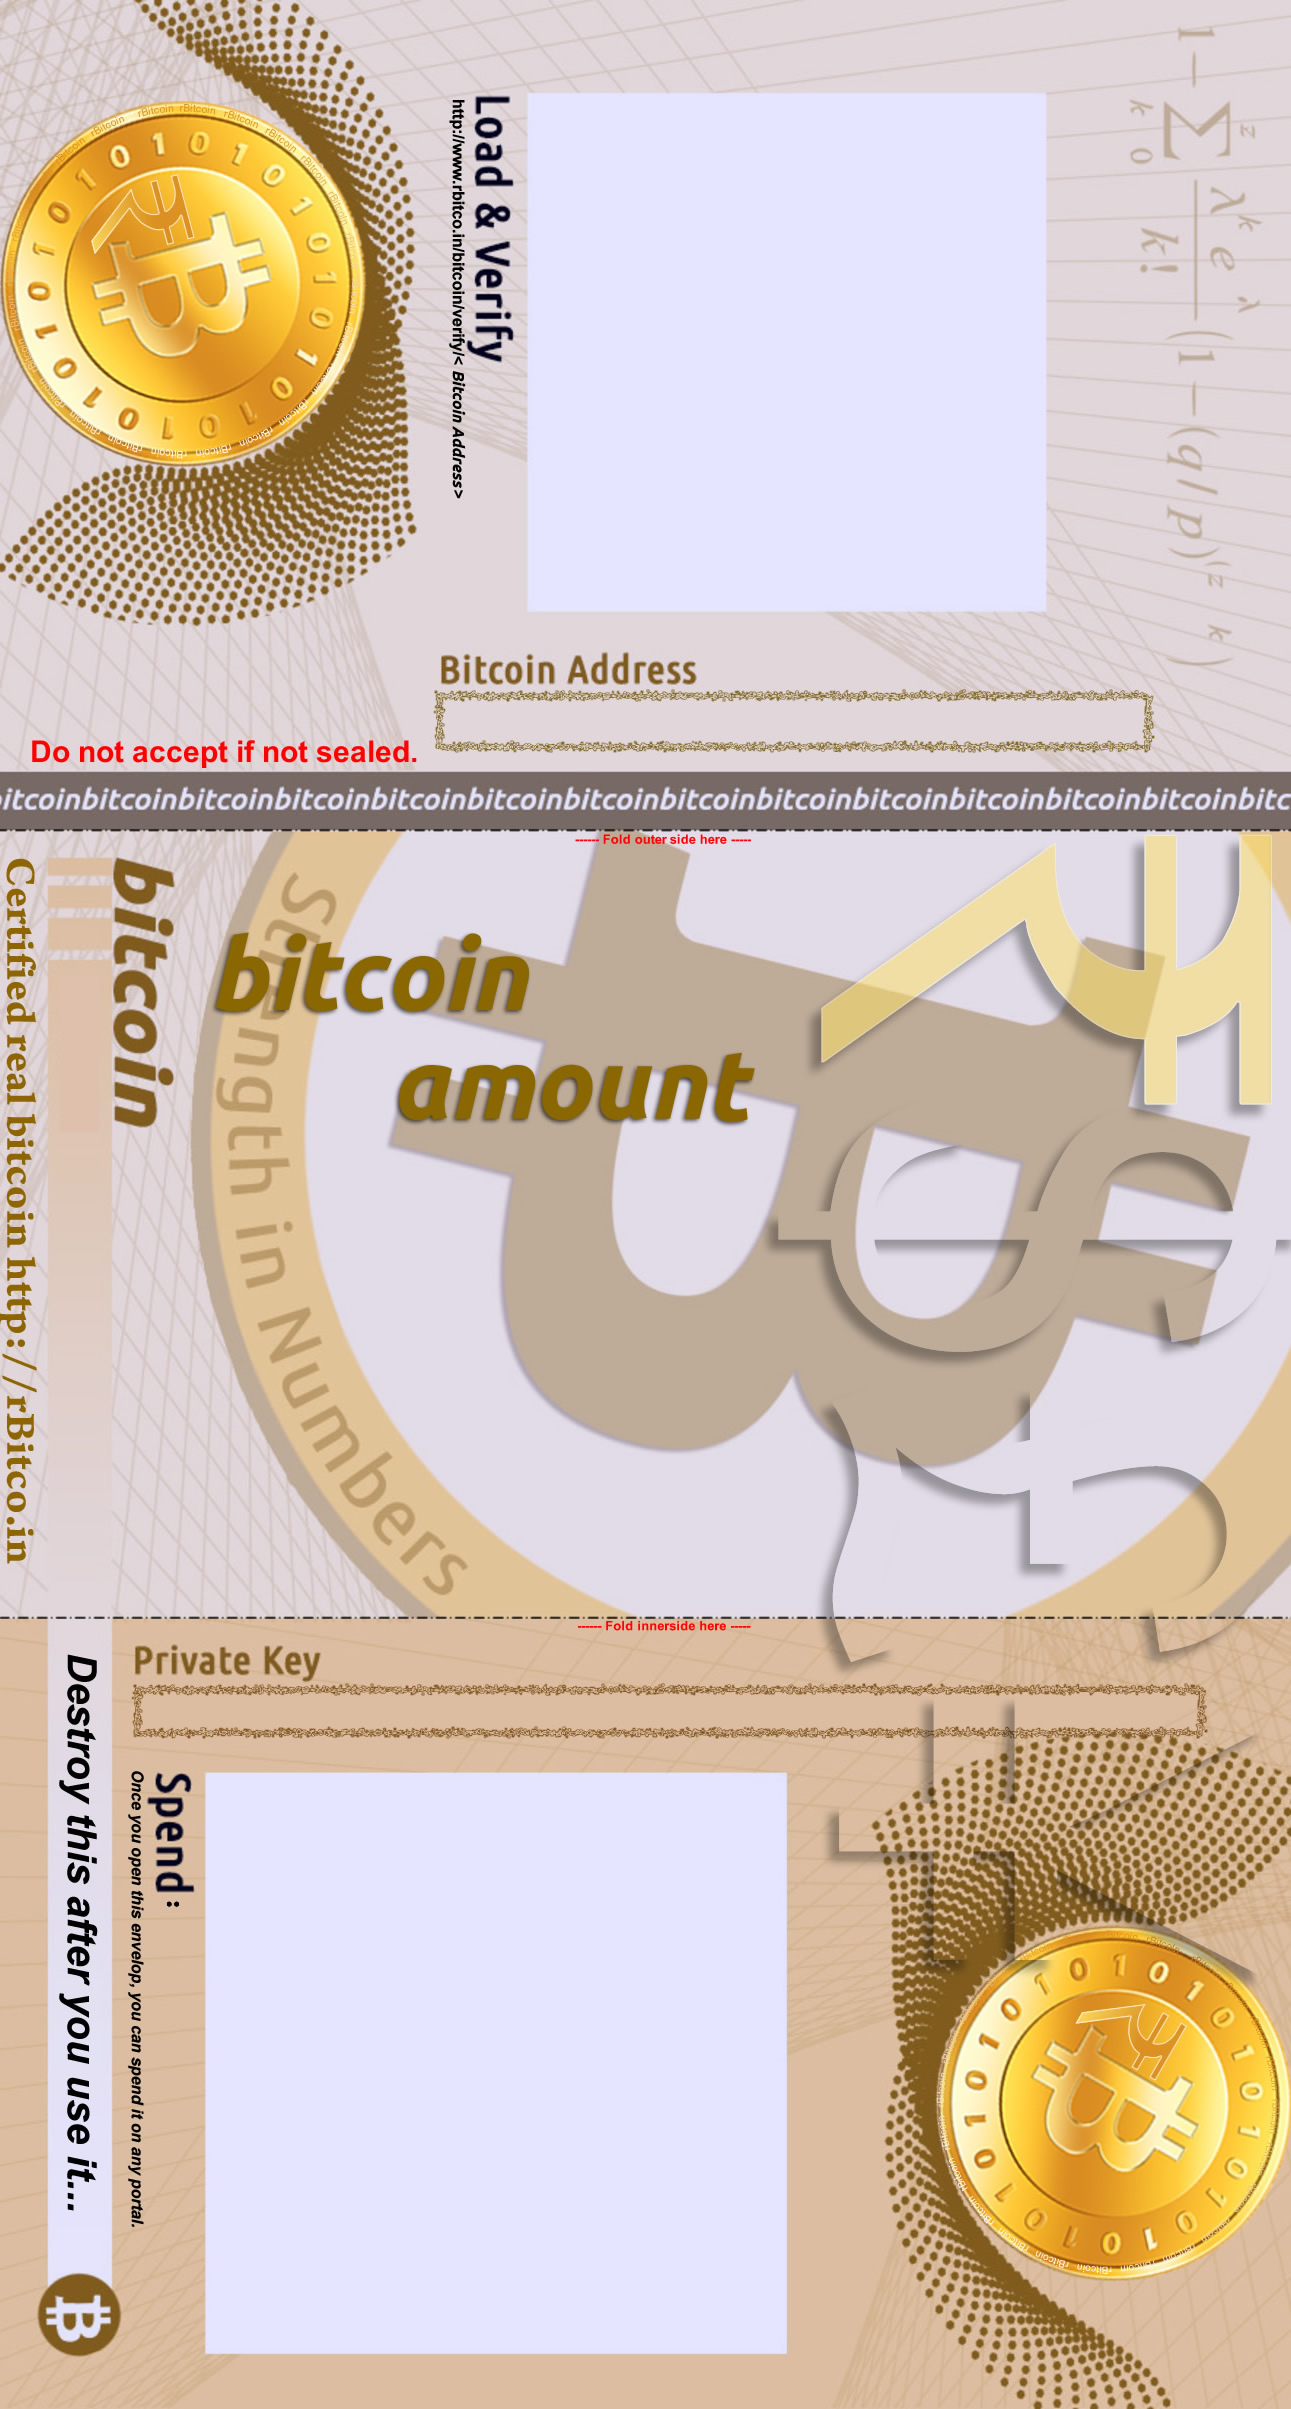 Load & Verify
http://www.rbitco.in/bitcoin/verify/< Bitcoin Address>
1 − ∑ z k 0 λ^k e^λ / k! (1 − (q / p)^(z k))
Bitcoin Address
Do not accept if not sealed.
itcoinbitcoinbitcoinbitcoinbitcoinbitcoinbitcoinbitcoinbitcoinbitcoinbitcoinbitcoinbitcoinbitc
------ Fold outer side here -----
Certified real bitcoin http://rBitco.in
bitcoin
Strength in Numbers
bitcoin
amount
------ Fold innerside here -----
Private Key
Destroy this after you use it...
Spend :
Once you open this envelop, you can spend it on any portal.